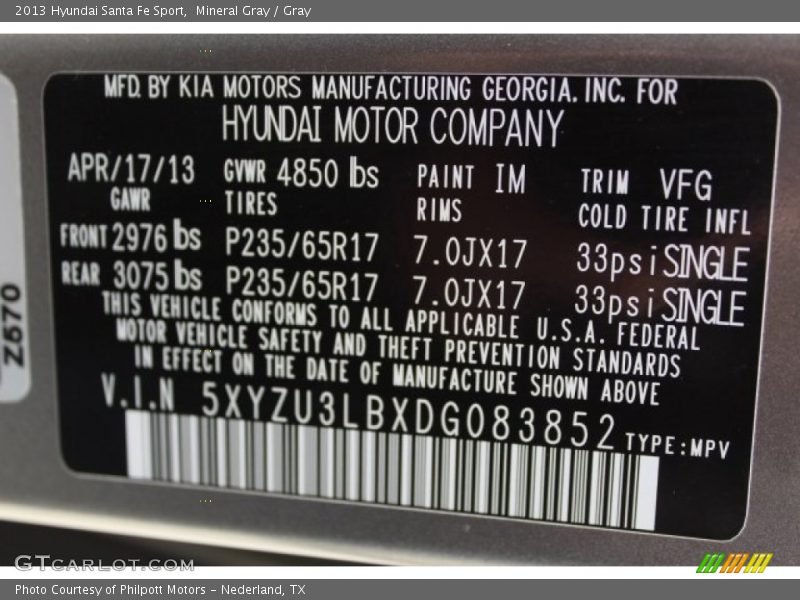 2013 Hyundai Santa Fe Sport,  Mineral Gray / Gray
MFD. BY KIA MOTORS MANUFACTURING GEORGIA. INC. FOR
HYUNDAI MOTOR COMPANY
APR/17/13 GVWR 4850 lbs PAINT IM TRIM VFG
GAWR TIRES RIMS COLD TIRE INFL
FRONT 2976 lbs P235/65R17 7.0JX17 33psi SINGLE
REAR 3075 lbs P235/65R17 7.0JX17 33psi SINGLE
THIS VEHICLE CONFORMS TO ALL APPLICABLE U.S.A. FEDERAL
MOTOR VEHICLE SAFETY AND THEFT PREVENTION STANDARDS
IN EFFECT ON THE DATE OF MANUFACTURE SHOWN ABOVE
V.I.N 5XYZU3LBXDG083852 TYPE:MPV
Z670
GTCARLOT.COM
Photo Courtesy of Philpott Motors - Nederland, TX